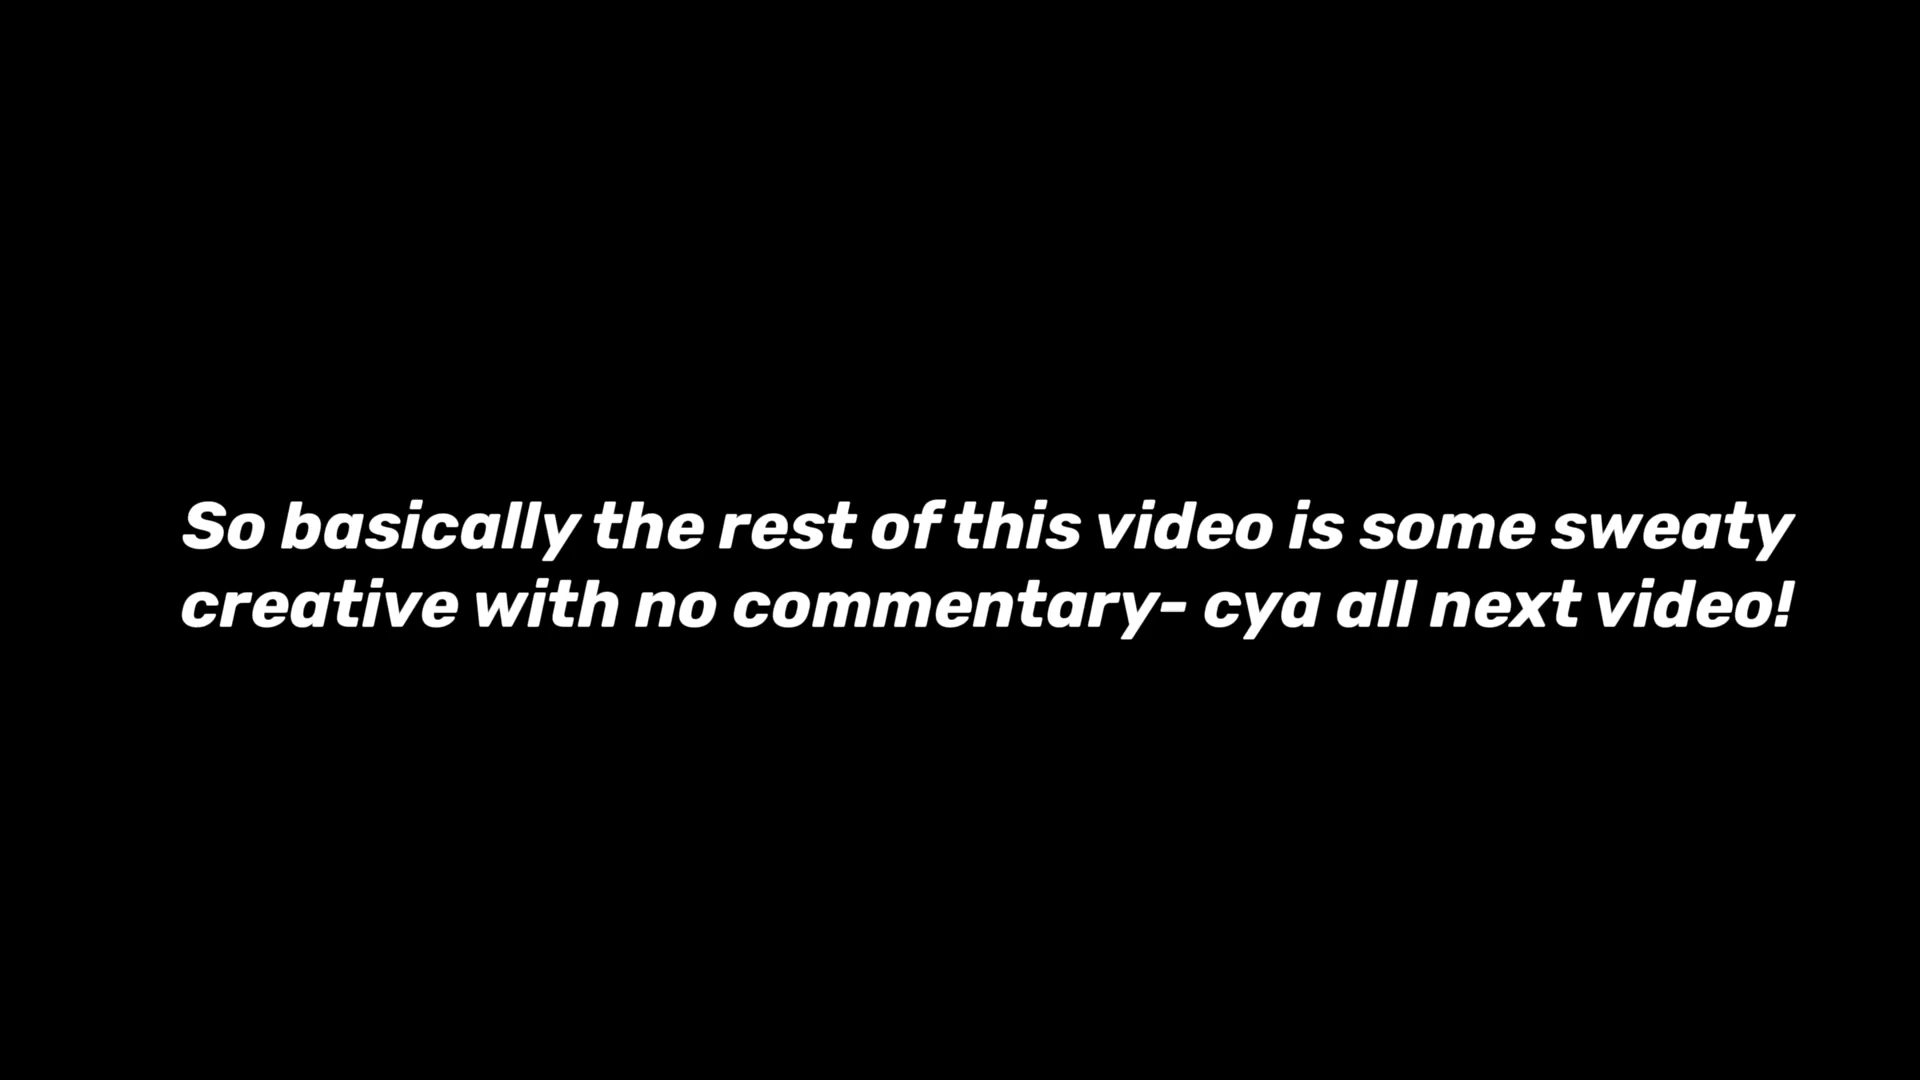 So basically the rest of this video is some sweaty
creative with no commentary- cya all next video!